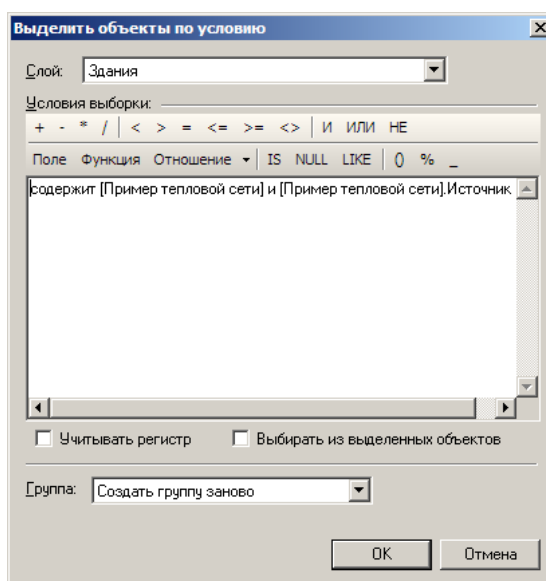 Выделить объекты по условию
Слой: Здания
Условия выборки:
+ - * / < > = <= >= <> И ИЛИ НЕ
Поле Функция Отношение IS NULL LIKE () % _
содержит [Пример тепловой сети] и [Пример тепловой сети].Источник
Учитывать регистр Выбирать из выделенных объектов
Группа: Создать группу заново
OK Отмена